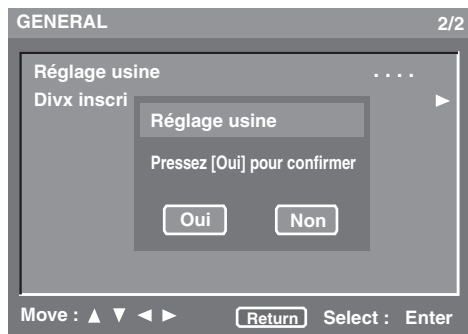 GENERAL 2/2
Réglage usine ....
Divx inscri ►
Réglage usine
Pressez [Oui] pour confirmer
Oui Non
Move : ▲ ▼ ◄ ► Return Select : Enter